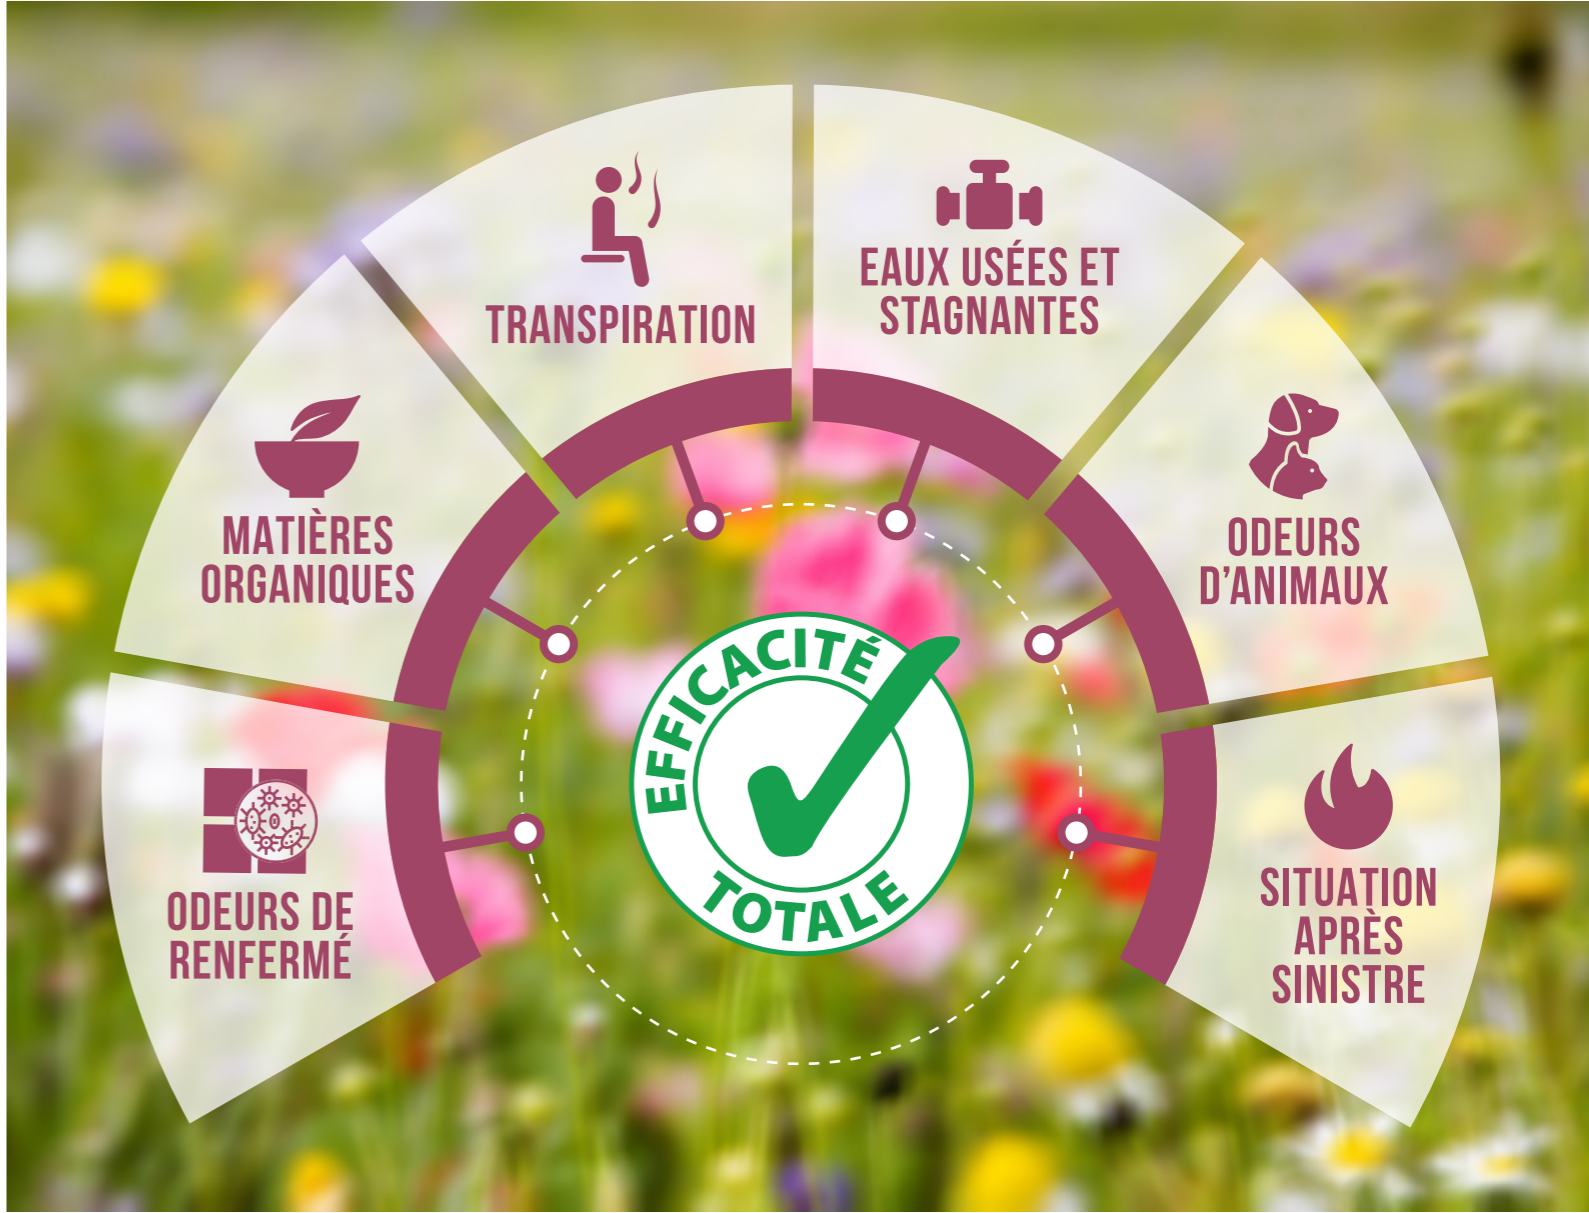 ODEURS DE
RENFERMÉ
MATIÈRES
ORGANIQUES
TRANSPIRATION
EAUX USÉES ET
STAGNANTES
ODEURS
D’ANIMAUX
SITUATION
APRÈS
SINISTRE
EFFICACITÉ
TOTALE